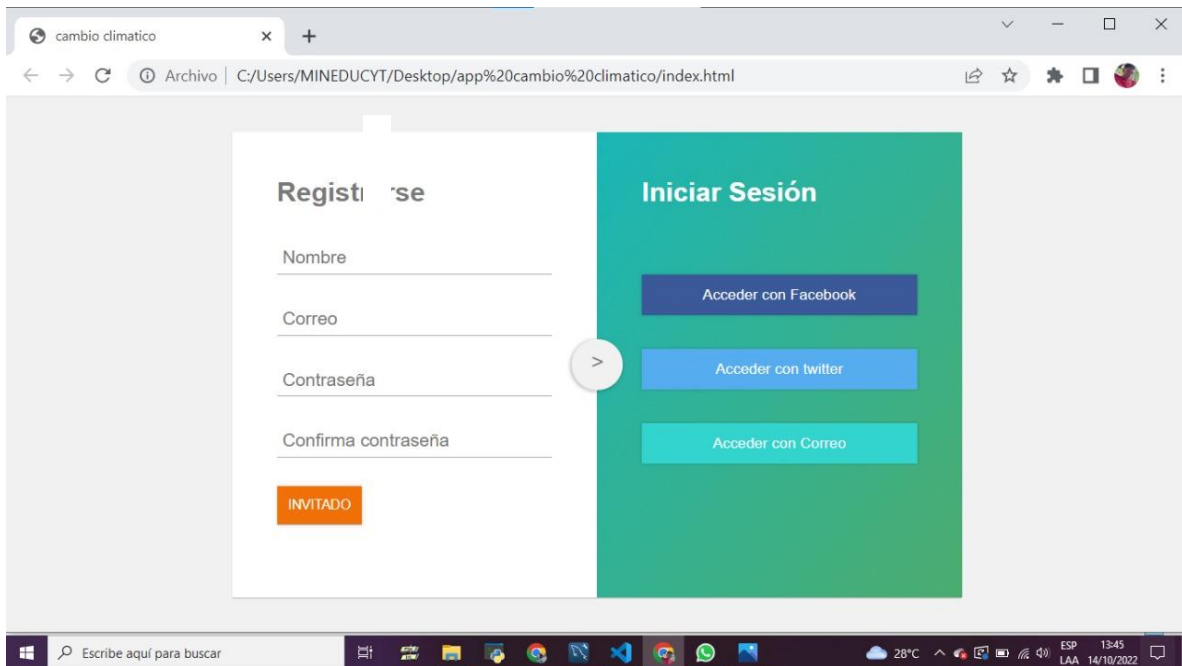 cambio climatico
Archivo | C:/Users/MINEDUCYT/Desktop/app%20cambio%20climatico/index.html
Regist rse
Nombre
Correo
Contraseña
Confirma contraseña
INVITADO
>
Iniciar Sesión
Acceder con Facebook
Acceder con twitter
Acceder con Correo
Escribe aquí para buscar
28°C
ESP
LAA
13:45
14/10/2022